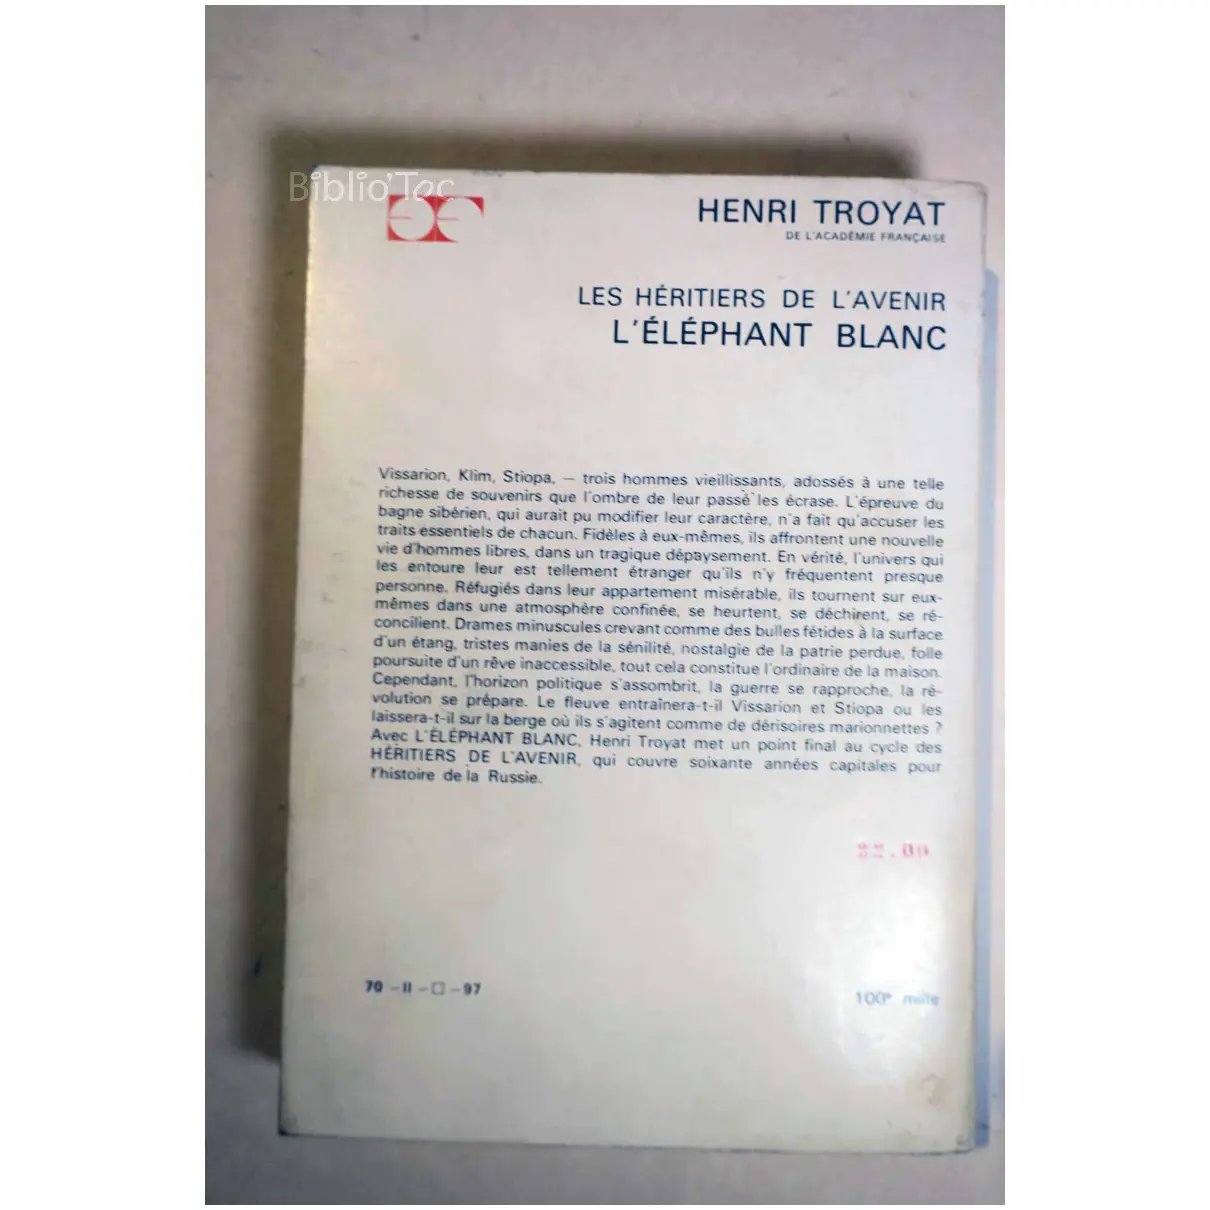 Biblio'Tec
HENRI TROYAT
DE L'ACADÉMIE FRANÇAISE
LES HÉRITIERS DE L'AVENIR
L'ÉLÉPHANT BLANC
Vissarion, Klim, Stiopa, — trois hommes vieillissants, adossés à une telle
richesse de souvenirs que l'ombre de leur passé les écrase. L'épreuve du
bagne sibérien, qui aurait pu modifier leur caractère, n'a fait qu'accuser les
traits essentiels de chacun. Fidèles à eux-mêmes, ils affrontent une nouvelle
vie d'hommes libres, dans un tragique dépaysement. En vérité, l'univers qui
les entoure leur est tellement étranger qu'ils n'y fréquentent presque
personne. Réfugiés dans leur appartement misérable, ils tournent sur eux-
mêmes dans une atmosphère confinée, se heurtent, se déchirent, se ré-
concilient. Drames minuscules crevant comme des bulles fétides à la surface
d'un étang, tristes manies de la sénilité, nostalgie de la patrie perdue, folle
poursuite d'un rêve inaccessible, tout cela constitue l'ordinaire de la maison.
Cependant, l'horizon politique s'assombrit, la guerre se rapproche, la ré-
volution se prépare. Le fleuve entraînera-t-il Vissarion et Stiopa ou les
laissera-t-il sur la berge où ils s'agitent comme de dérisoires marionnettes ?
Avec L'ÉLÉPHANT BLANC, Henri Troyat met un point final au cycle des
HÉRITIERS DE L'AVENIR, qui couvre soixante années capitales pour
l'histoire de la Russie.
70 – II – □ – 97
100e mille